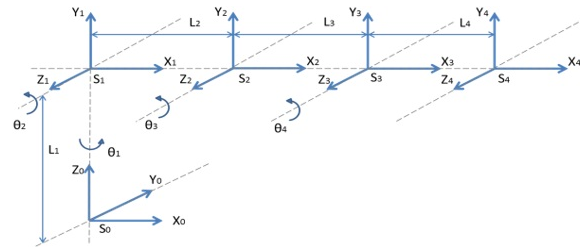 Y₁ Y₂ Y₃ Y₄
L₂ L₃ L₄
Z₁ S₁ X₁ Z₂ S₂ X₂ Z₃ S₃ X₃ Z₄ S₄ X₄
θ₂ θ₃ θ₄
L₁ θ₁
Z₀ Y₀
S₀ X₀